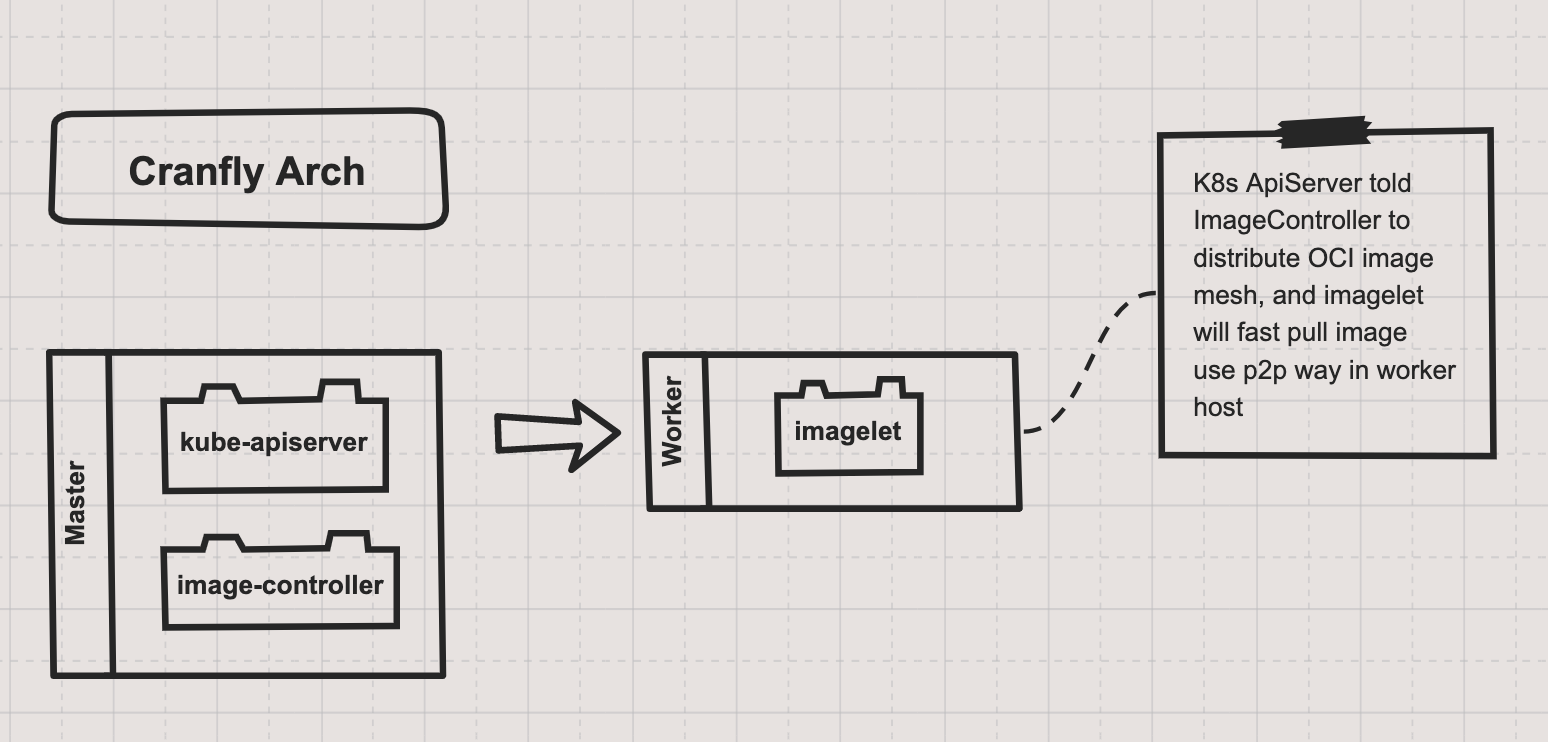 Cranfly Arch
Master
kube-apiserver
image-controller
Worker
imagelet
K8s ApiServer told
ImageController to
distribute OCI image
mesh, and imagelet
will fast pull image
use p2p way in worker
host